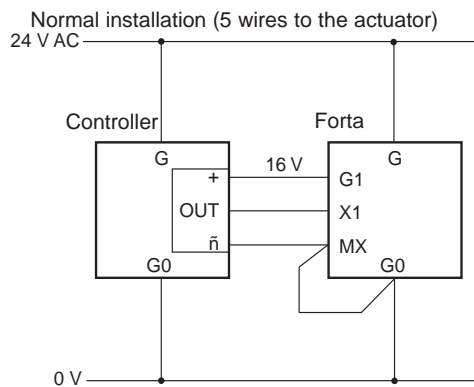 Normal installation (5 wires to the actuator)
24 V AC
Controller
Forta
G
G
+
16 V
G1
OUT
X1
ñ
MX
G0
G0
0 V